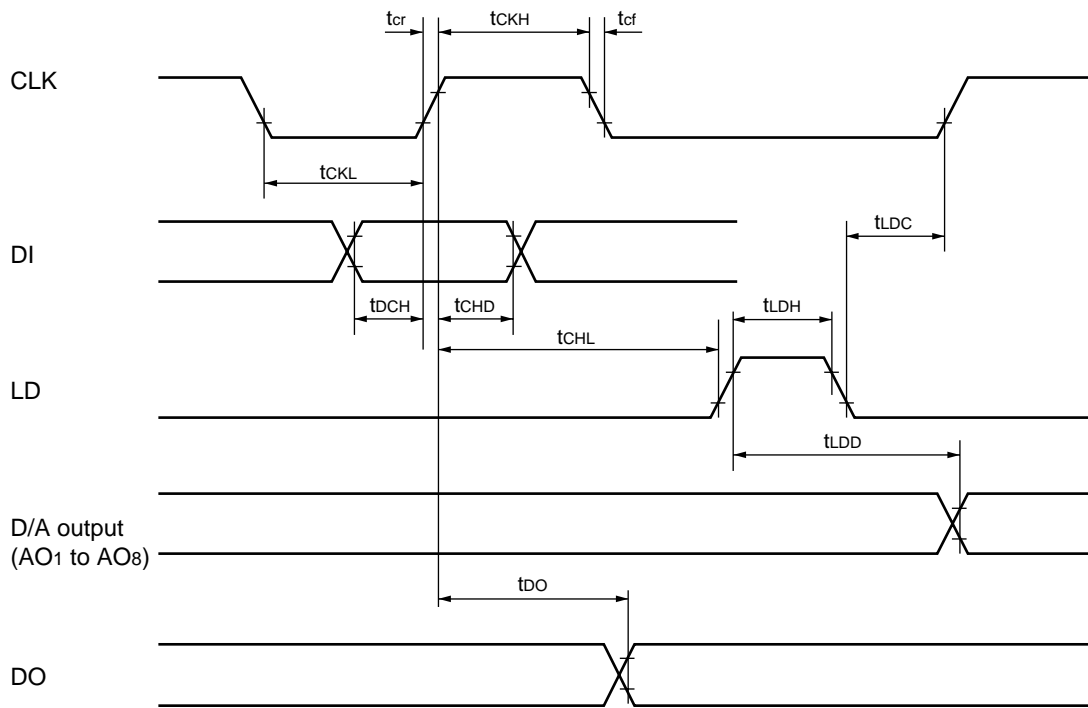 tcr
tCKH
tcf
CLK
tCKL
tLDC
DI
tDCH
tCHD
tLDH
tCHL
LD
tLDD
D/A output
(AO1 to AO8)
tDO
DO